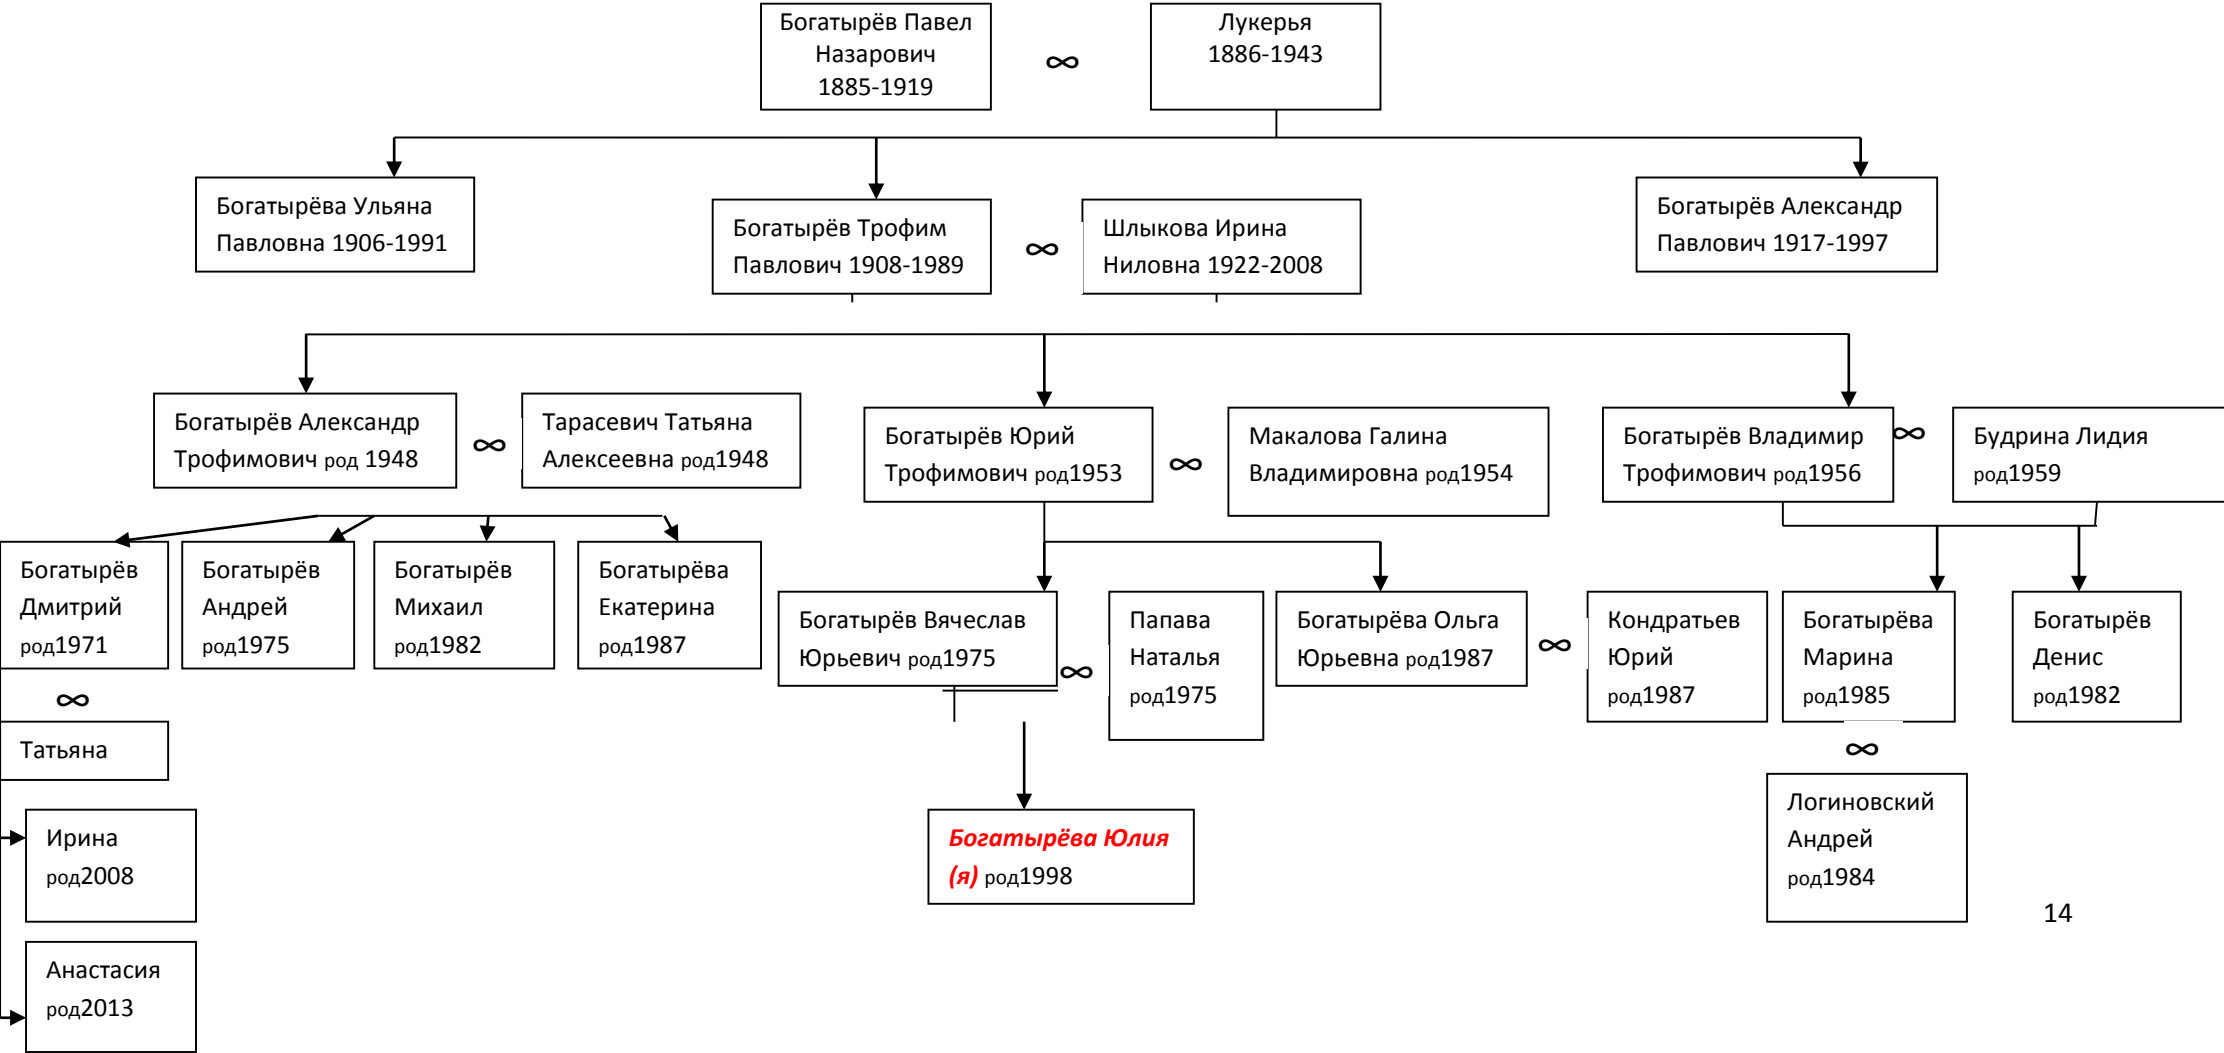 Богатырёв Павел
Назарович
1885-1919
∞
Лукерья
1886-1943
Богатырёва Ульяна
Павловна 1906-1991
Богатырёв Трофим
Павлович 1908-1989
∞
Шлыкова Ирина
Ниловна 1922-2008
Богатырёв Александр
Павлович 1917-1997
Богатырёв Александр
Трофимович род 1948
∞
Тарасевич Татьяна
Алексеевна род1948
Богатырёв Юрий
Трофимович род1953
∞
Макалова Галина
Владимировна род1954
Богатырёв Владимир
Трофимович род1956
∞
Будрина Лидия
род1959
Богатырёв
Дмитрий
род1971
Богатырёв
Андрей
род1975
Богатырёв
Михаил
род1982
Богатырёва
Екатерина
род1987
Богатырёв Вячеслав
Юрьевич род1975
∞
Папава
Наталья
род1975
Богатырёва Ольга
Юрьевна род1987
∞
Кондратьев
Юрий
род1987
Богатырёва
Марина
род1985
Богатырёв
Денис
род1982
∞
Татьяна
∞
Логиновский
Андрей
род1984
Ирина
род2008
Богатырёва Юлия
(я) род1998
Анастасия
род2013
14